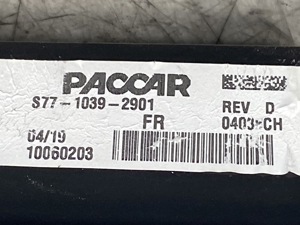 PACCAR
S77-1039-2901
REV D
FR
0403-CH
04/19
10060203